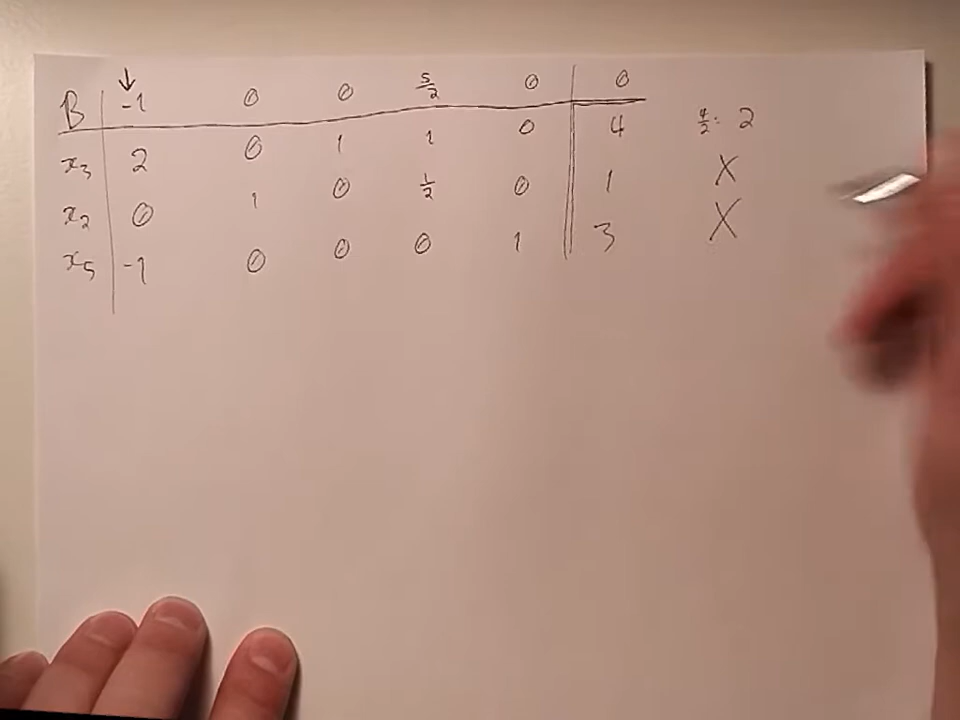 B ↓ -1 0 0 5/2 0 0
x₃ 2 0 1 1 0 4 4/2 = 2
x₂ 0 1 0 1/2 0 1 X
x₅ -1 0 0 0 1 3 X